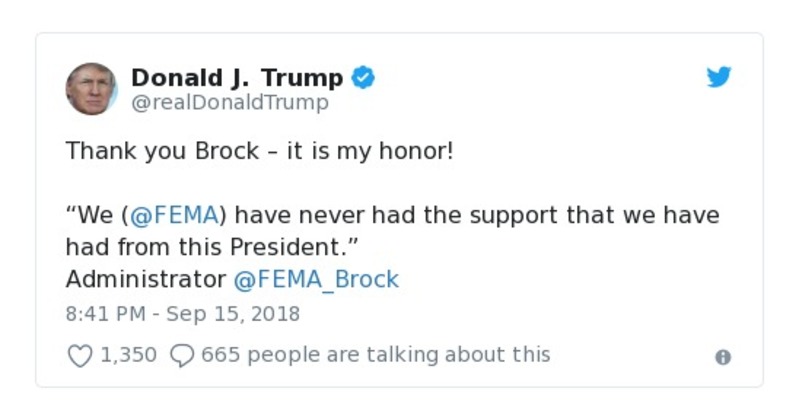 Donald J. Trump
@realDonaldTrump
Thank you Brock – it is my honor!
“We (@FEMA) have never had the support that we have
had from this President.”
Administrator @FEMA_Brock
8:41 PM - Sep 15, 2018
1,350 665 people are talking about this